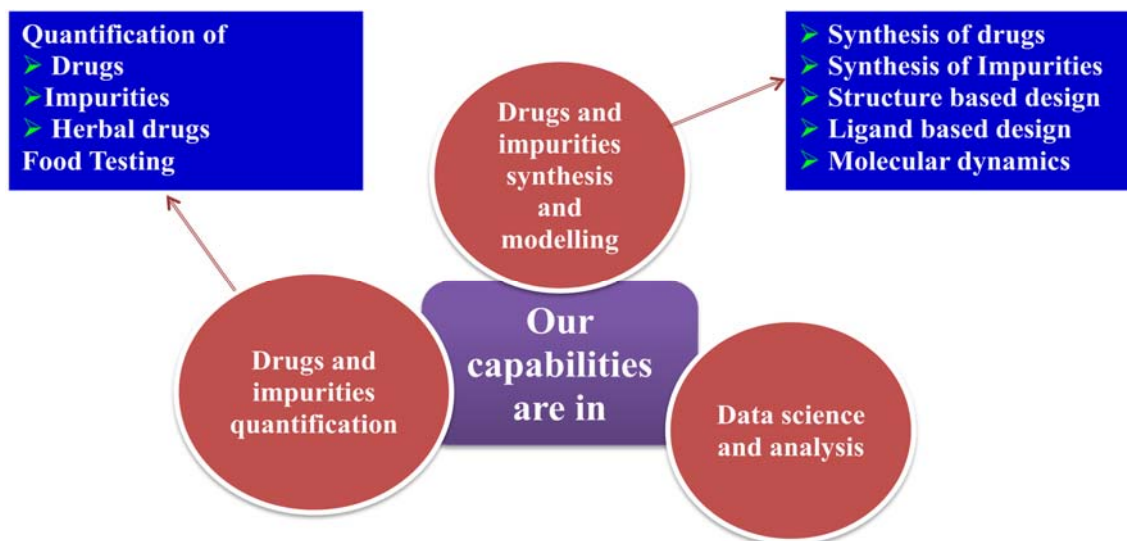 Quantification of
➢ Drugs
➢Impurities
➢ Herbal drugs
Food Testing
➢ Synthesis of drugs
➢ Synthesis of Impurities
➢ Structure based design
➢ Ligand based design
➢ Molecular dynamics
Drugs and
impurities
synthesis
and
modelling
Our
capabilities
are in
Drugs and
impurities
quantification
Data science
and analysis